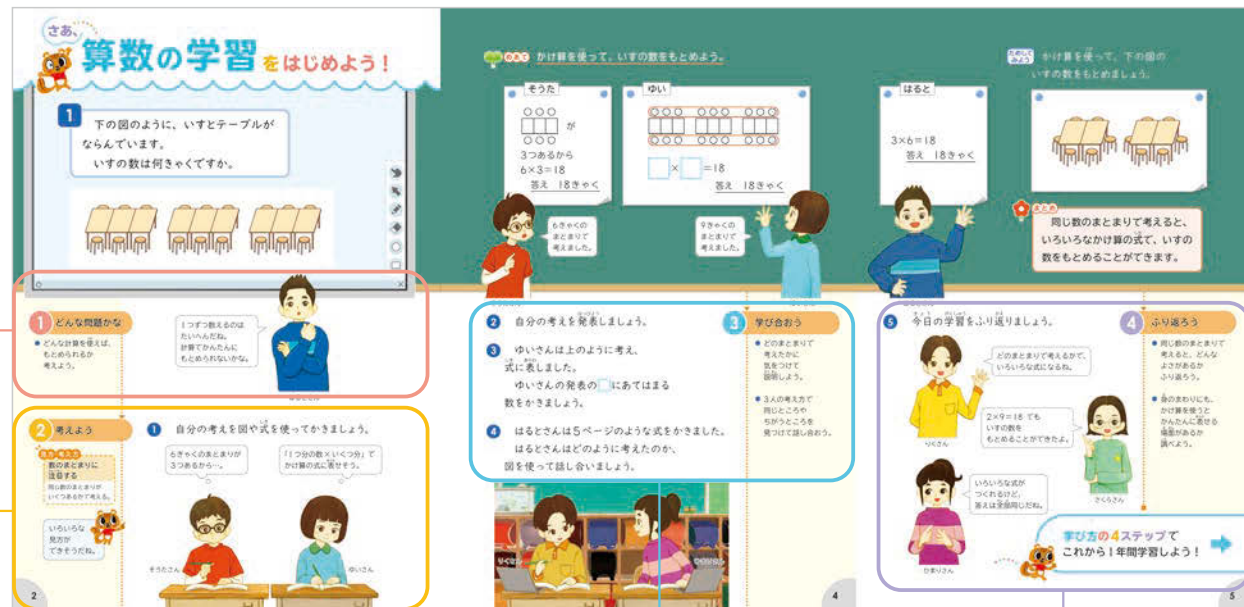 さあ、
算数の学習をはじめよう！
1
下の図のように、いすとテーブルが
ならんでいます。
いすの数は何きゃくですか。
1 どんな問題かな
● どんな計算を使えば、
もとめられるか
考えよう。
1つずつ数えるのは
たいへんだね。
計算でかんたんに
もとめられないかな。
2 考えよう
見方・考え方
数のまとまりに
注目する
同じ数のまとまりが
いくつあるかで考える。
いろいろな
見方が
できそうだね。
1 自分の考えを図や式を使ってかきましょう。
6きゃくのまとまりが
3つあるから…。
「1つ分の数×いくつ分」で
かけ算の式に表せそう。
そうたさん
ゆいさん
2
めあて かけ算を使って、いすの数をもとめよう。
そうた
が
3つあるから
6×3=18
答え 18きゃく
6きゃくの
まとまりで
考えました。
ゆい
□×□=18
答え 18きゃく
9きゃくの
まとまりで
考えました。
はると
3×6=18
答え 18きゃく
ためして
みよう
かけ算を使って、下の図の
いすの数をもとめましょう。
まとめ
同じ数のまとまりで考えると、
いろいろなかけ算の式で、いすの
数をもとめることができます。
2 自分の考えを発表しましょう。
3 ゆいさんは上のように考え、
式に表しました。
ゆいさんの発表の□にあてはまる
数をかきましょう。
4 はるとさんは5ページのような式をかきました。
はるとさんはどのように考えたのか、
図を使って話し合いましょう。
3 学び合おう
● どのまとまりで
考えたかに
気をつけて
説明しよう。
● 3人の考え方で
同じところや
ちがうところを
見つけて話し合おう。
りくさん
4
5 今日の学習をふり返りましょう。
どのまとまりで考えるかで、
いろいろな式になるね。
りくさん
2×9=18 でも
いすの数を
もとめることができたよ。
さくらさん
いろいろな式が
つくれるけど、
答えは全部同じだね。
ひまりさん
4 ふり返ろう
● 同じ数のまとまりで
考えると、どんな
よさがあるか
ふり返ろう。
● 身のまわりにも、
かけ算を使うと
かんたんに表せる
場面があるか
調べよう。
学び方の4ステップで
これから1年間学習しよう！
5